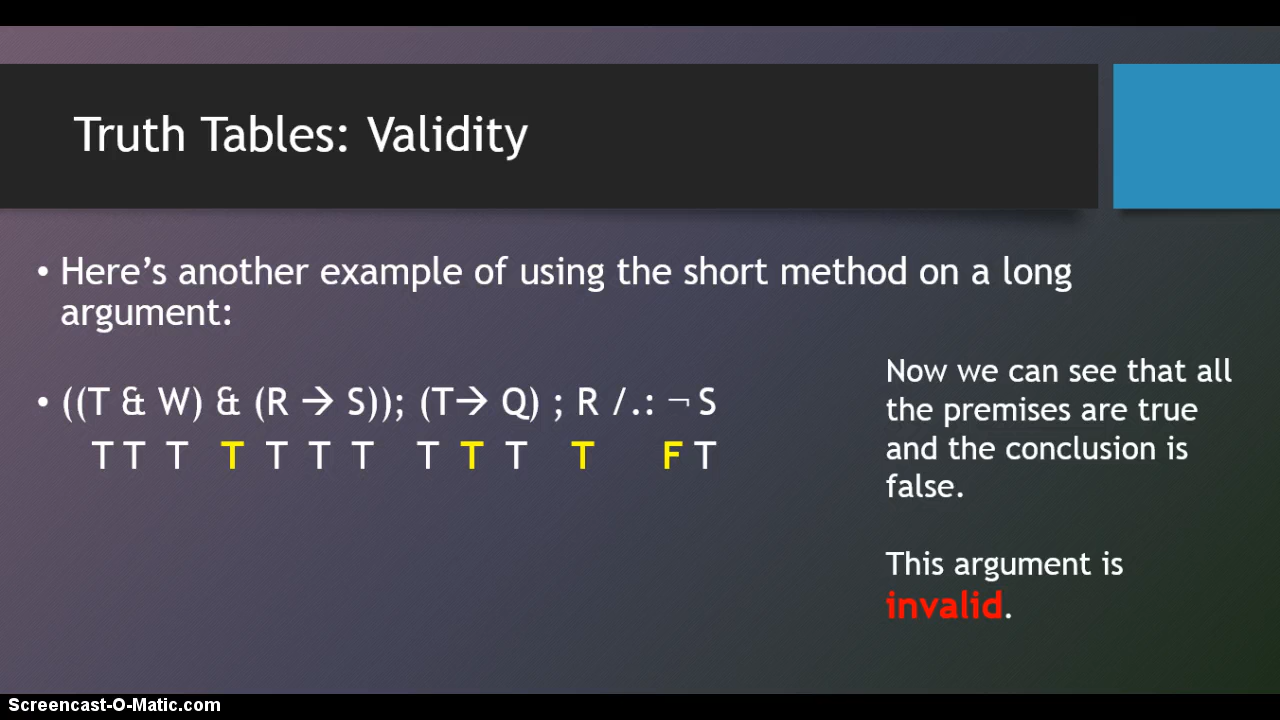 Truth Tables: Validity
• Here’s another example of using the short method on a long
argument:
• ((T & W) & (R → S)); (T→ Q) ; R /.: ¬ S
T T T T T T T T T T T F T
Now we can see that all
the premises are true
and the conclusion is
false.
This argument is
invalid.
Screencast-O-Matic.com